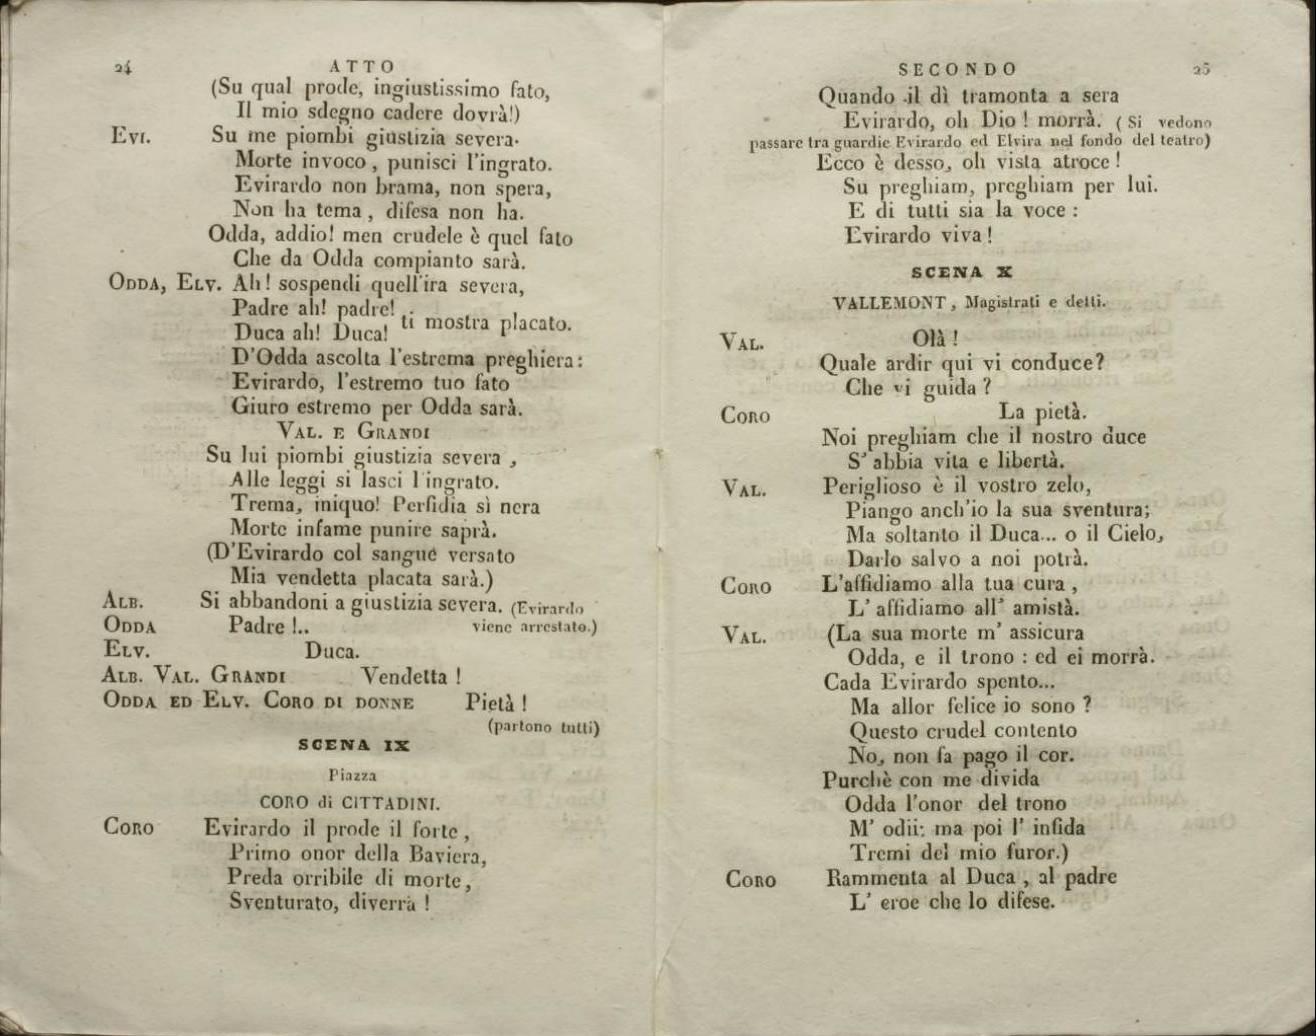 24
ATTO
(Su qual prode, ingiustissimo fato,
Il mio sdegno cadere dovrà!)
EVI. Su me piombi giustizia severa.
Morte invoco, punisci l'ingrato.
Evirardo non brama, non spera,
Non ha tema, difesa non ha.
Odda, addio! men crudele è quel fato
Che da Odda compianto sarà.
ODDA, ELV. Ah! sospendi quell'ira severa,
Padre ah! padre!
Duca ah! Duca! ti mostra placato.
D'Odda ascolta l'estrema preghiera:
Evirardo, l'estremo tuo fato
Giuro estremo per Odda sarà.
VAL. E GRANDI
Su lui piombi giustizia severa,
Alle leggi si lasci l'ingrato.
Trema, iniquo! Perfidia sì nera
Morte infame punire saprà.
(D'Evirardo col sangue versato
Mia vendetta placata sarà.)
ALB. Si abbandoni a giustizia severa. (Evirardo
ODDA Padre!.. viene arrestato.)
ELV. Duca.
ALB. VAL. GRANDI Vendetta!
ODDA ED ELV. CORO DI DONNE Pietà!
(partono tutti)
SCENA IX
Piazza
CORO di CITTADINI.
CORO Evirardo il prode il forte,
Primo onor della Baviera,
Preda orribile di morte,
Sventurato, diverrà!
SECONDO
25
Quando il dì tramonta a sera
Evirardo, oh Dio! morrà. (Si vedono
passare tra guardie Evirardo ed Elvira nel fondo del teatro)
Ecco è desso, oh vista atroce!
Su preghiam, preghiam per lui.
E di tutti sia la voce:
Evirardo viva!
SCENA X
VALLEMONT, Magistrati e detti.
VAL. Olà!
Quale ardir qui vi conduce?
Che vi guida?
CORO La pietà.
Noi preghiam che il nostro duce
S'abbia vita e libertà.
VAL. Periglioso è il vostro zelo,
Piango anch'io la sua sventura;
Ma soltanto il Duca... o il Cielo,
Darlo salvo a noi potrà.
CORO L'affidiamo alla tua cura,
L'affidiamo all'amistà.
VAL. (La sua morte m'assicura
Odda, e il trono: ed ei morrà.
Cada Evirardo spento...
Ma allor felice io sono?
Questo crudel contento
No, non fa pago il cor.
Purchè con me divida
Odda l'onor del trono
M'odii: ma poi l'infida
Tremi del mio furor.)
CORO Rammenta al Duca, al padre
L'eroe che lo difese.